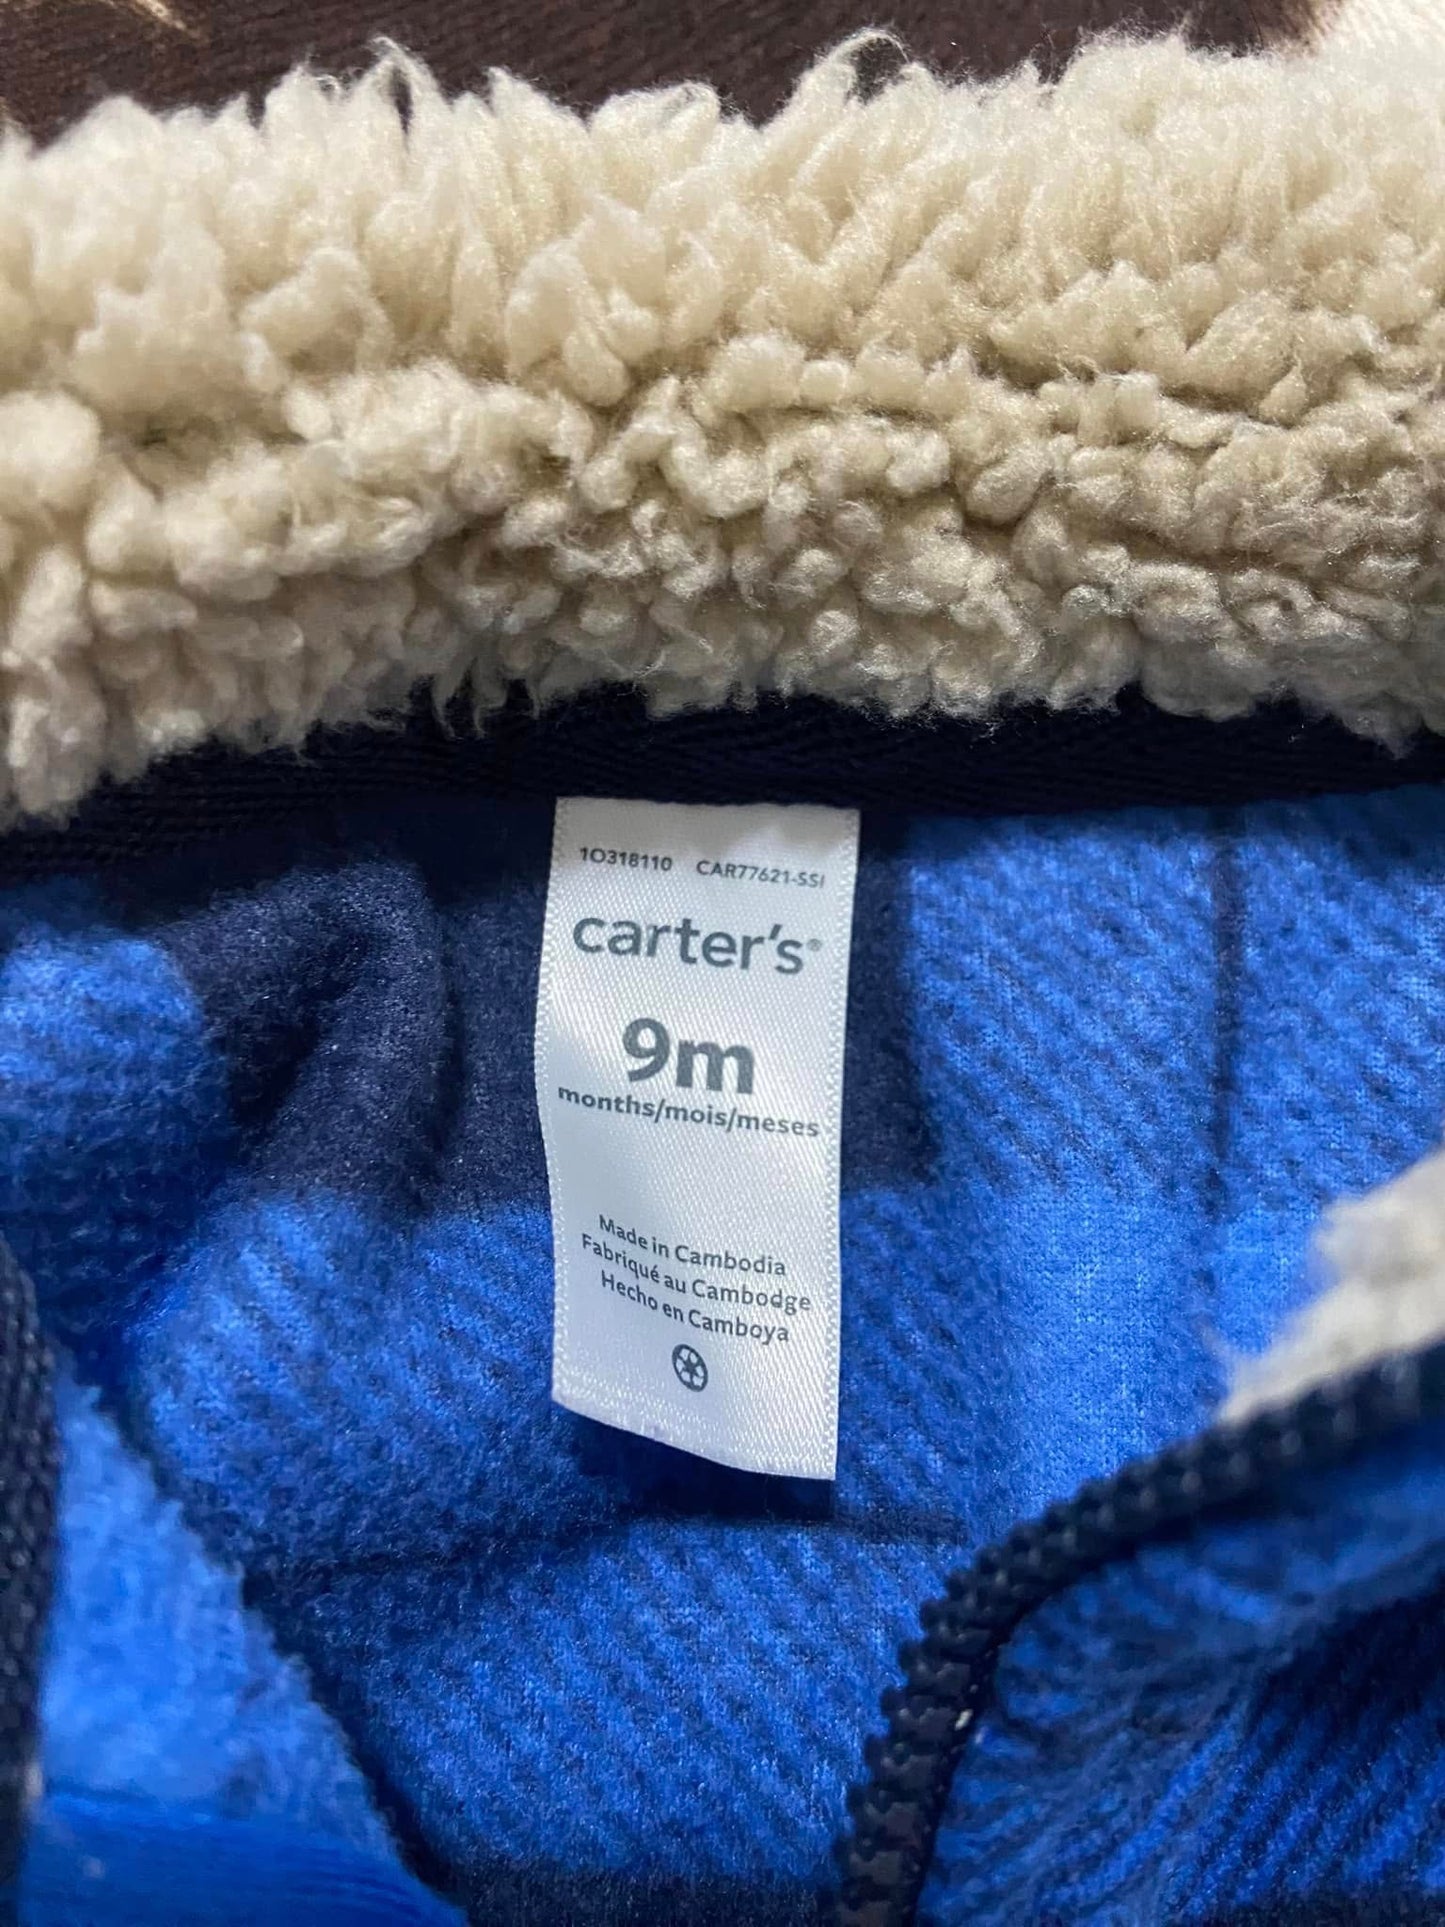 1O318110 CAR77621-SSI
carter's®
9m
months/mois/meses
Made in Cambodia
Fabriqué au Cambodge
Hecho en Camboya